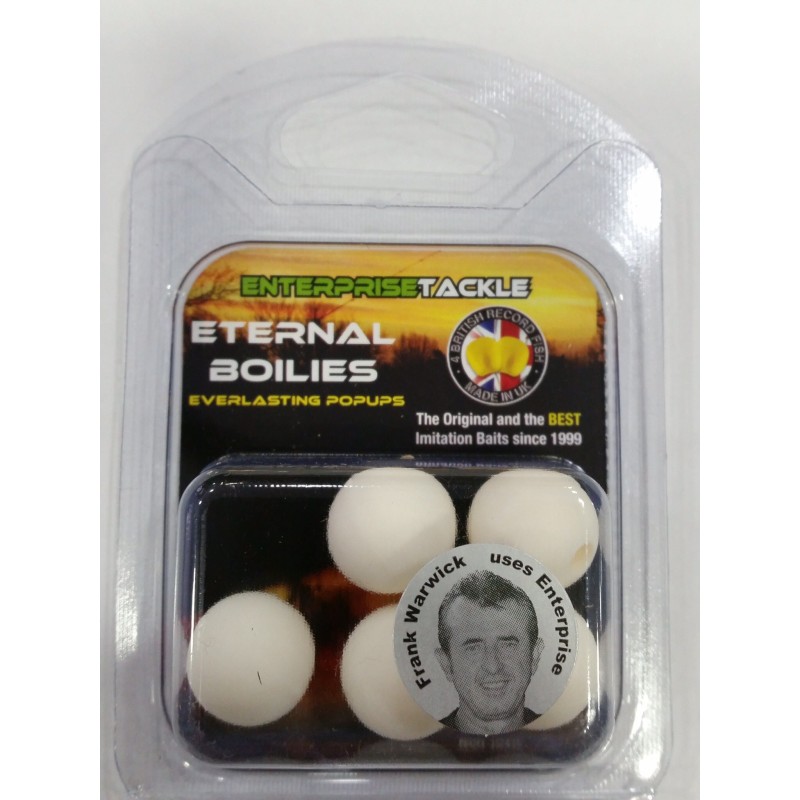 ENTERPRISETACKLE
ETERNAL
BOILIES
EVERLASTING POPUPS
4 BRITISH RECORD FISH
MADE IN UK
The Original and the BEST
Imitation Baits since 1999
Frank Warwick uses Enterprise